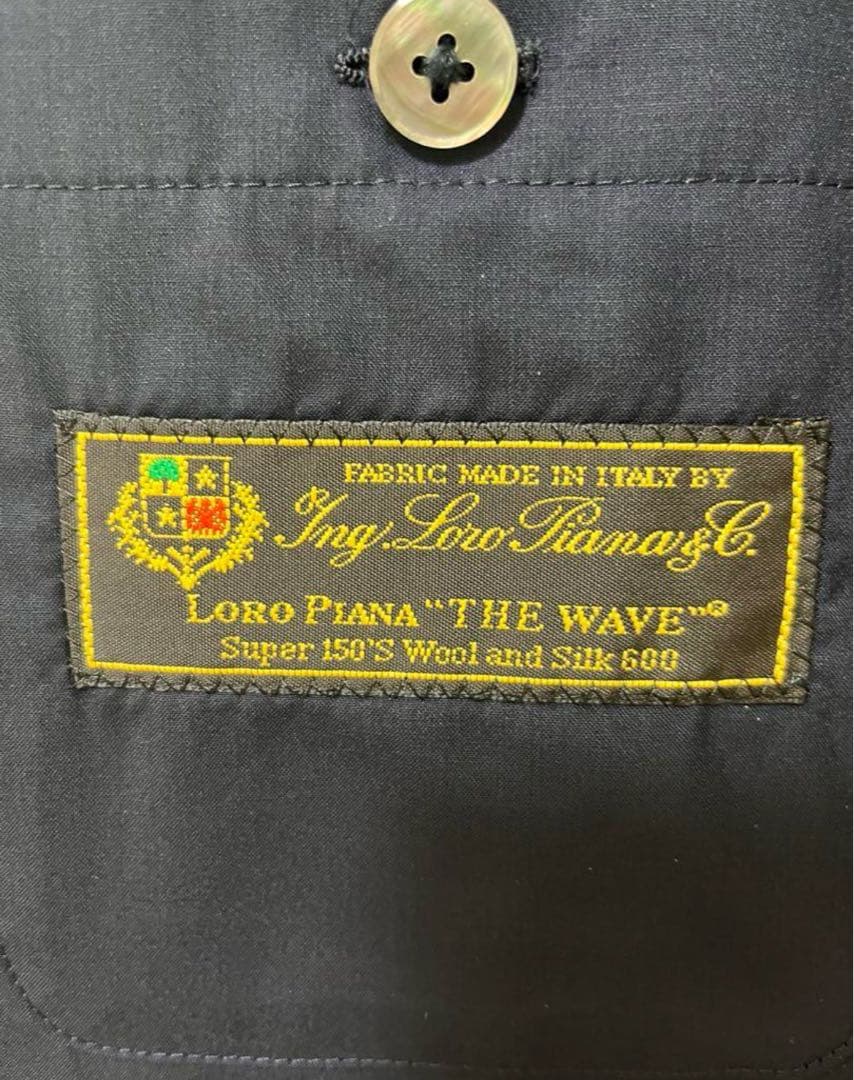 FABRIC MADE IN ITALY BY
Ing. Loro Piana & C.
LORO PIANA "THE WAVE"®
Super 150'S Wool and Silk 600